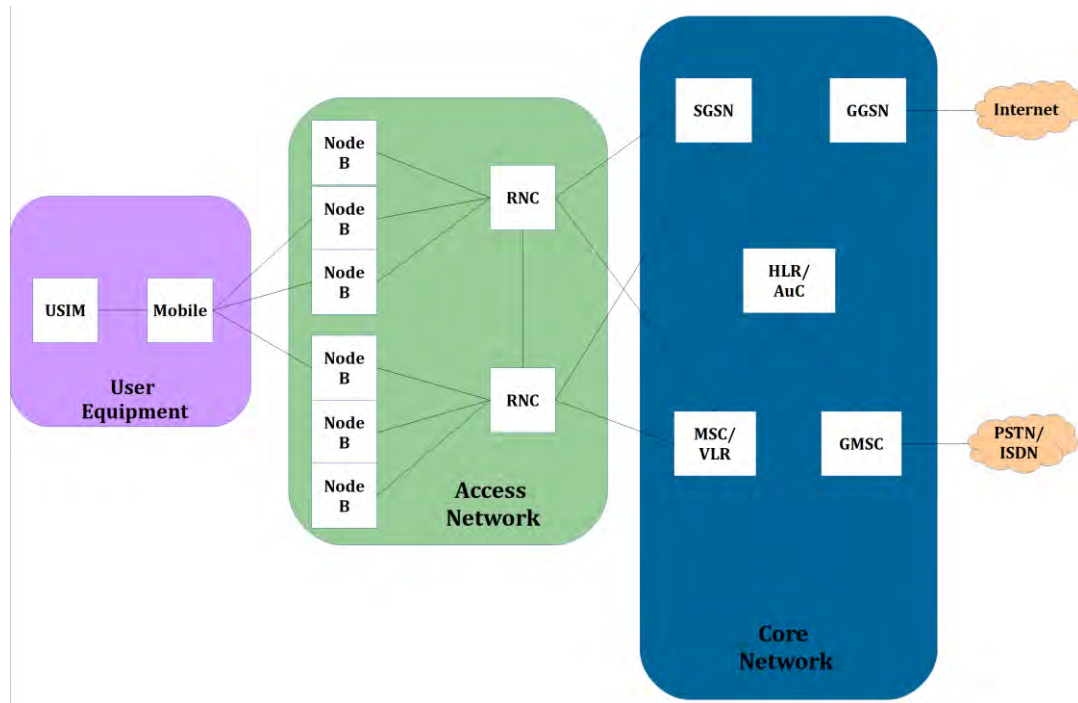 USIM
Mobile
User
Equipment
Node
B
Node
B
Node
B
Node
B
Node
B
Node
B
RNC
RNC
Access
Network
SGSN
GGSN
HLR/
AuC
MSC/
VLR
GMSC
Core
Network
Internet
PSTN/
ISDN